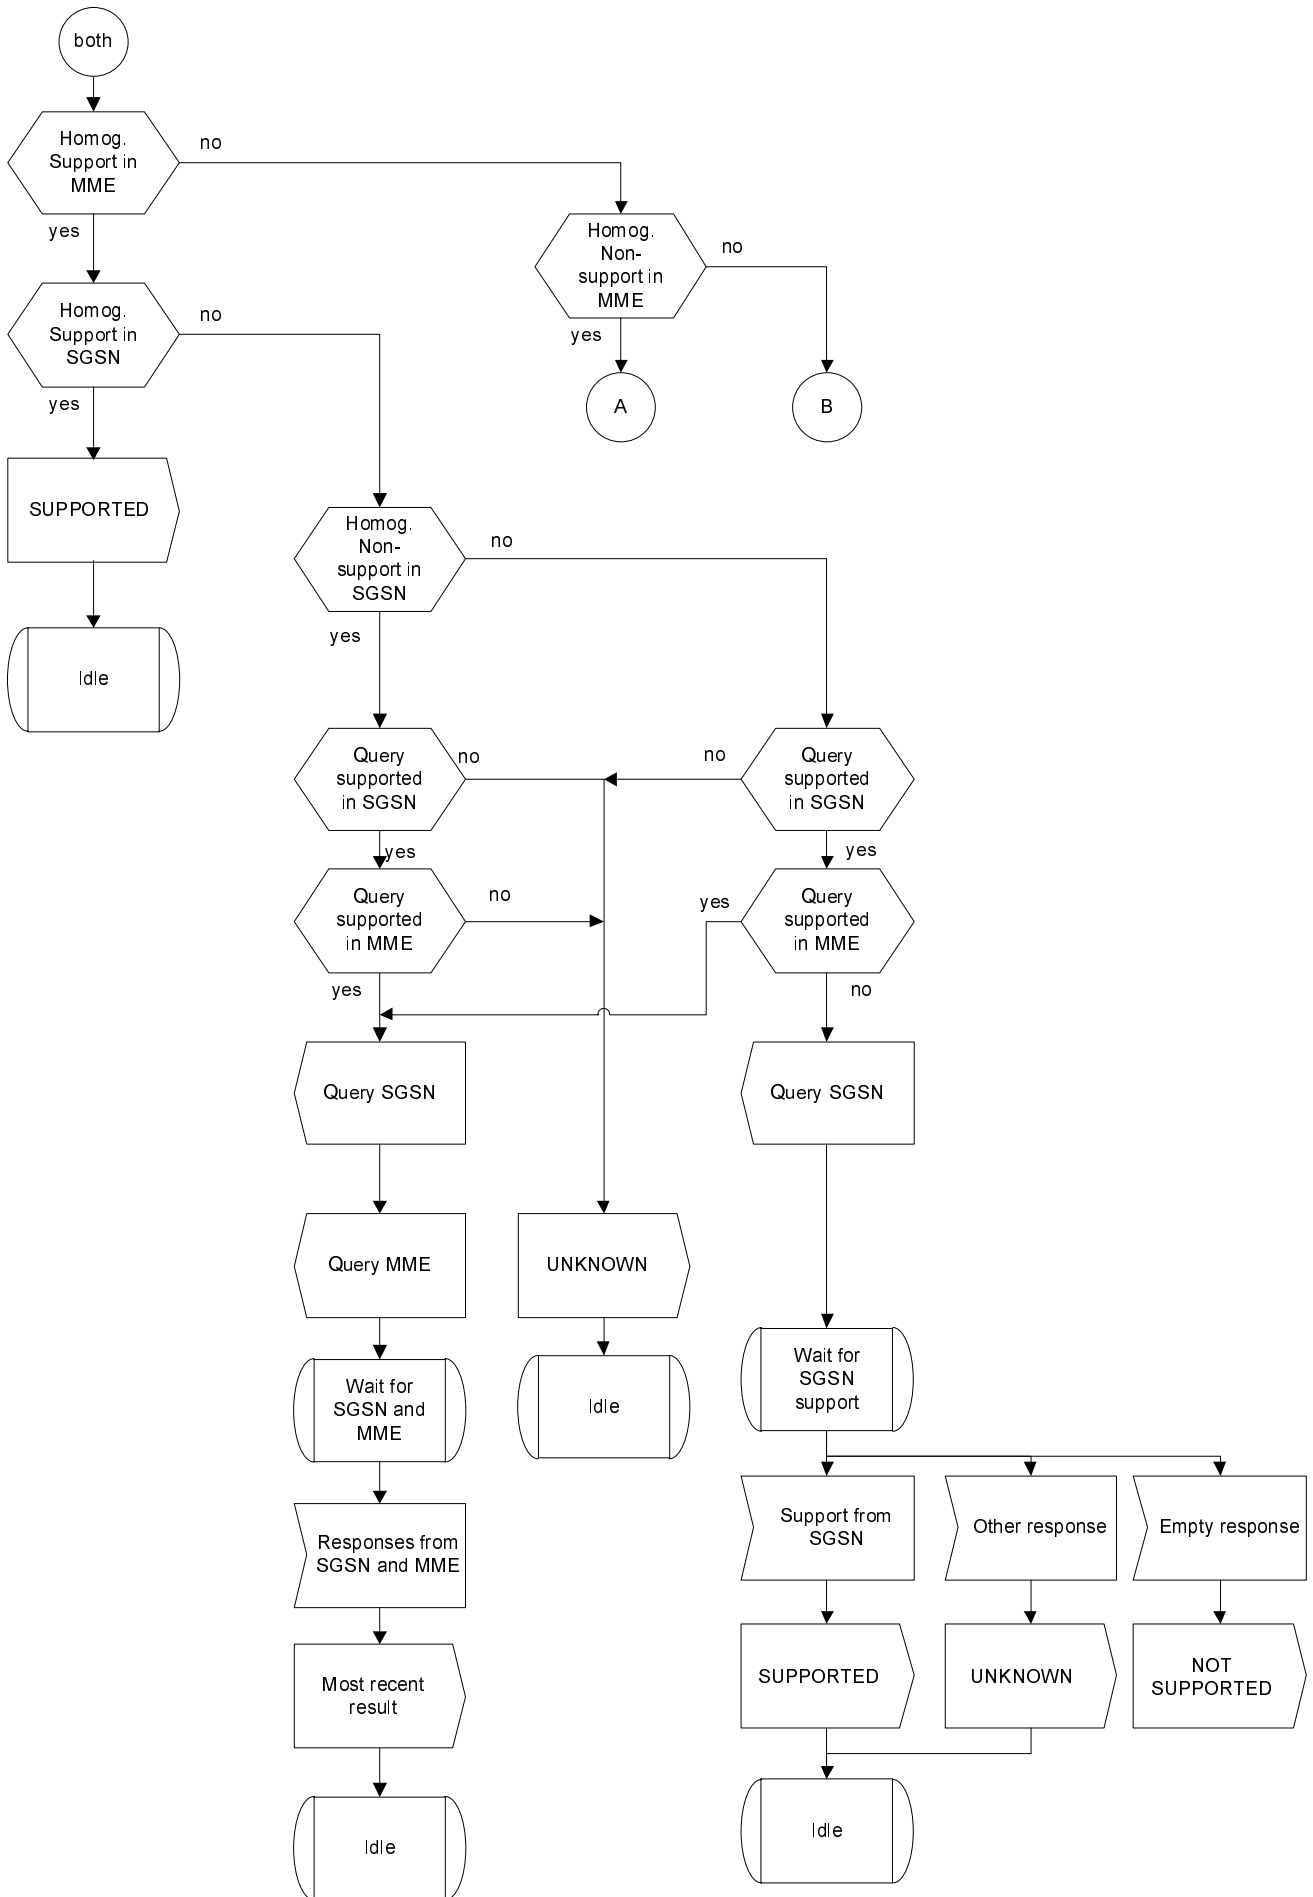 both
Homog.
Support in
MME
no
yes
Homog.
Non-
support in
MME
no
yes
A
B
Homog.
Support in
SGSN
no
yes
SUPPORTED
Idle
Homog.
Non-
support in
SGSN
no
yes
Query
supported
in SGSN
no
yes
no
Query
supported
in SGSN
yes
Query
supported
in MME
no
yes
yes
Query
supported
in MME
no
Query SGSN
Query SGSN
Query MME
UNKNOWN
Wait for
SGSN and
MME
Idle
Wait for
SGSN
support
Responses from
SGSN and MME
Support from
SGSN
Other response
Empty response
Most recent
result
SUPPORTED
UNKNOWN
NOT
SUPPORTED
Idle
Idle